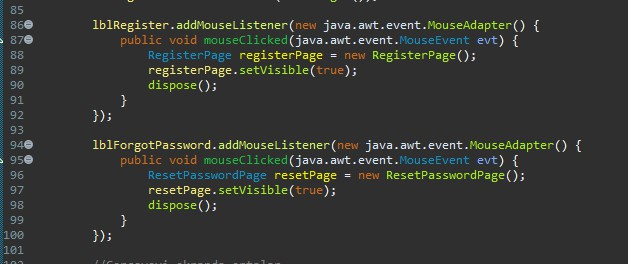 85
86 lblRegister.addMouseListener(new java.awt.event.MouseAdapter() {
87 public void mouseClicked(java.awt.event.MouseEvent evt) {
88 RegisterPage registerPage = new RegisterPage();
89 registerPage.setVisible(true);
90 dispose();
91 }
92 });
93
94 lblForgotPassword.addMouseListener(new java.awt.event.MouseAdapter() {
95 public void mouseClicked(java.awt.event.MouseEvent evt) {
96 ResetPasswordPage resetPage = new ResetPasswordPage();
97 resetPage.setVisible(true);
98 dispose();
99 }
100 });
101